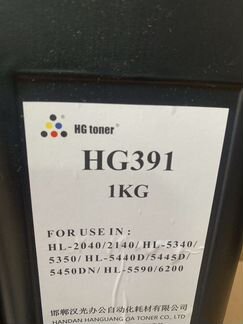 HG toner
HG391
1KG
FOR USE IN :
HL-2040/2140/ HL-5340/
5350/ HL-5440D/5445D/
5450DN/ HL-5590/6200
邯郸汉光办公自动化耗材有限公司
HANDAN HANGUANG OA TONER CO., LTD